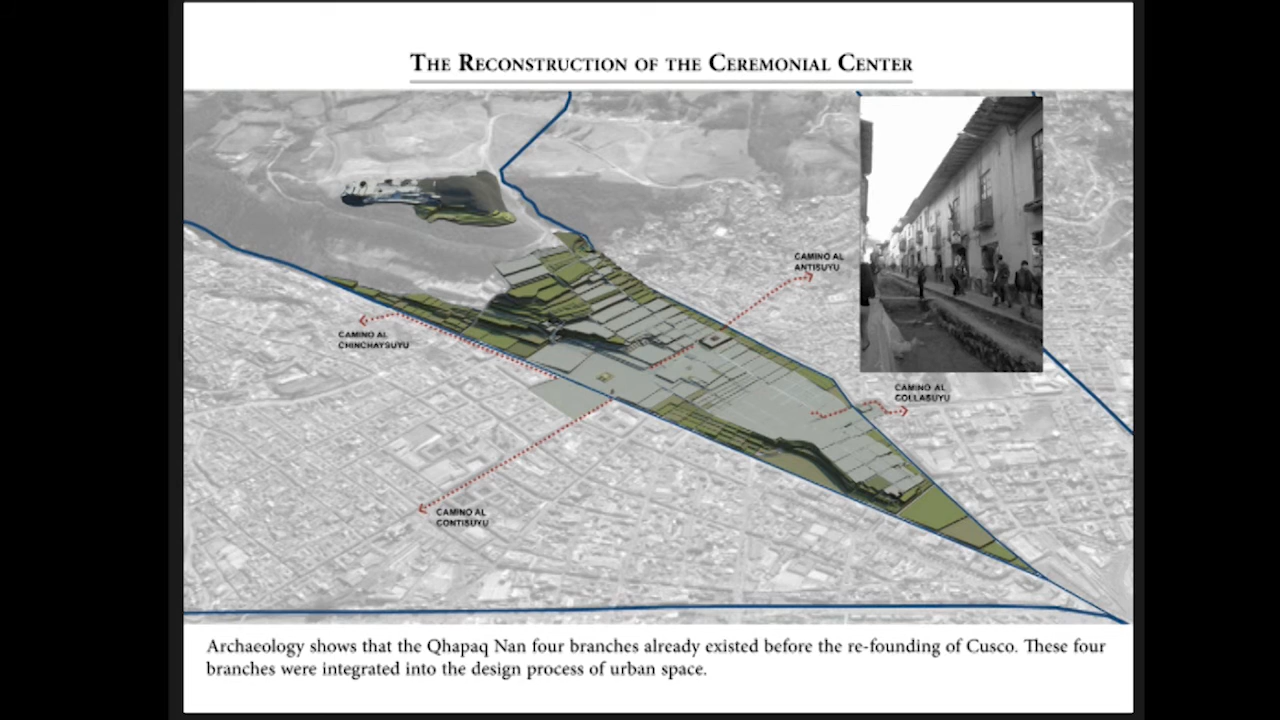 The Reconstruction of the Ceremonial Center
CAMINO AL
ANTISUYU
CAMINO AL
CHINCHAYSUYU
CAMINO AL
COLLASUYU
CAMINO AL
CONTISUYU
Archaeology shows that the Qhapaq Nan four branches already existed before the re-founding of Cusco. These four
branches were integrated into the design process of urban space.